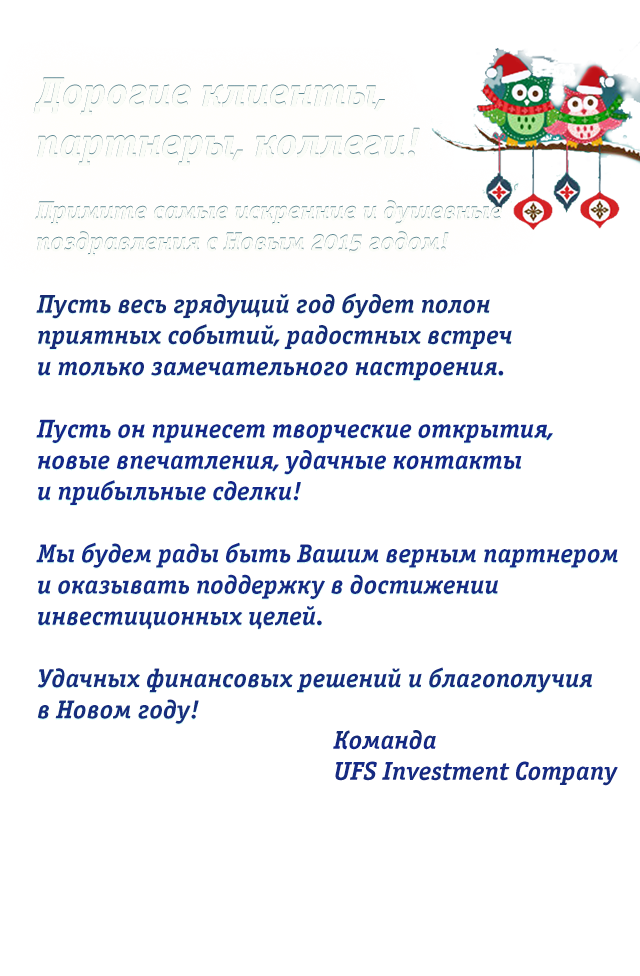 Дорогие клиенты,
партнеры, коллеги!
Примите самые искренние и душевные
поздравления с Новым 2015 годом!
Пусть весь грядущий год будет полон
приятных событий, радостных встреч
и только замечательного настроения.
Пусть он принесет творческие открытия,
новые впечатления, удачные контакты
и прибыльные сделки!
Мы будем рады быть Вашим верным партнером
и оказывать поддержку в достижении
инвестиционных целей.
Удачных финансовых решений и благополучия
в Новом году!
Команда
UFS Investment Company